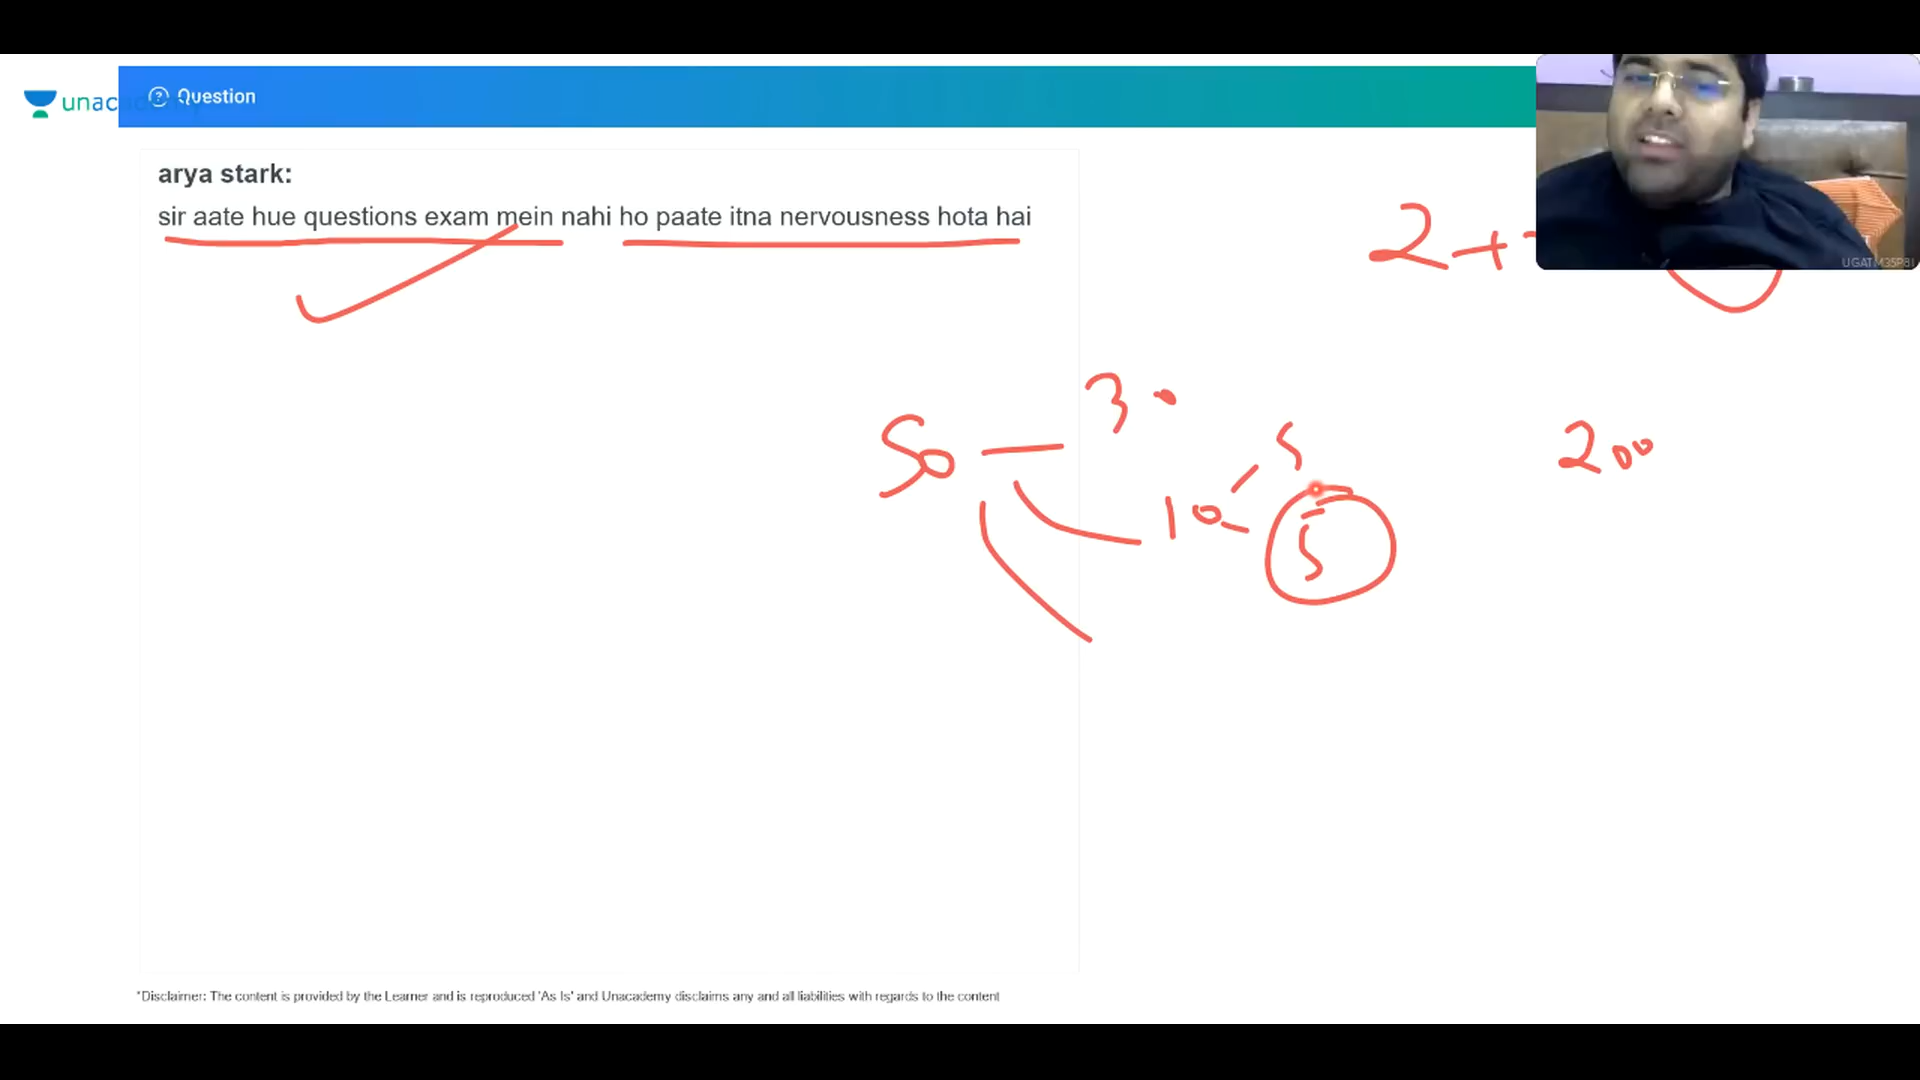 unacademy
Question
arya stark:
sir aate hue questions exam mein nahi ho paate itna nervousness hota hai
2+
30
50
5
200
10
5
UGATM35P8I
*Disclaimer: The content is provided by the Learner and is reproduced 'As Is' and Unacademy disclaims any and all liabilities with regards to the content